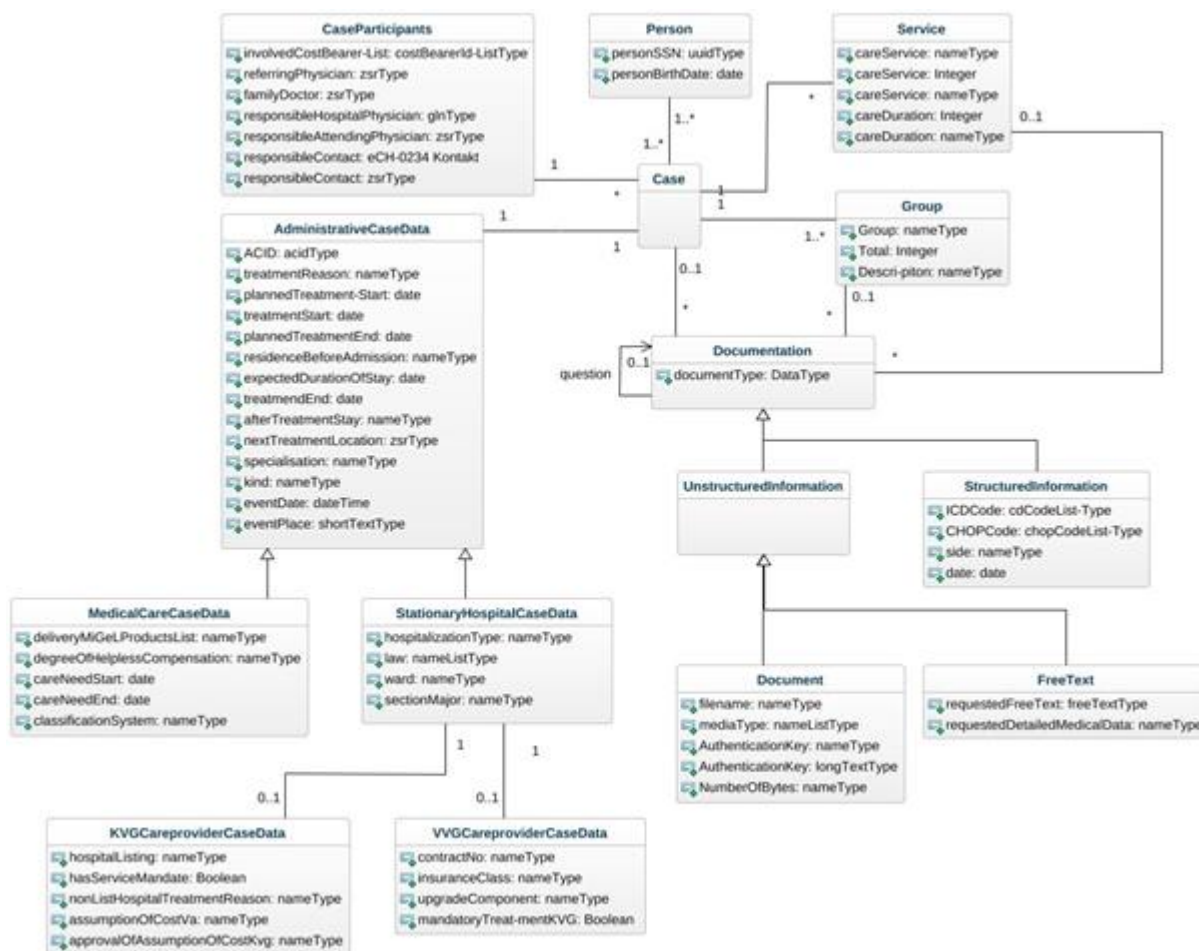 CaseParticipants
involvedCostBearer-List: costBearerId-ListType
referringPhysician: zsrType
familyDoctor: zsrType
responsibleHospitalPhysician: glnType
responsibleAttendingPhysician: zsrType
responsibleContact: eCH-0234 Kontakt
responsibleContact: zsrType
Person
personSSN: uuidType
personBirthDate: date
Service
careService: nameType
careService: Integer
careService: nameType
careDuration: Integer
careDuration: nameType
1..*
1..*
*
0..1
1
*
Case
1
1
Group
Group: nameType
Total: Integer
Descri-piton: nameType
1..*
1
1
0..1
*
0..1
*
AdministrativeCaseData
ACID: acidType
treatmentReason: nameType
plannedTreatment-Start: date
treatmentStart: date
plannedTreatmentEnd: date
residenceBeforeAdmission: nameType
expectedDurationOfStay: date
treatmendEnd: date
afterTreatmentStay: nameType
nextTreatmentLocation: zsrType
specialisation: nameType
kind: nameType
eventDate: dateTime
eventPlace: shortTextType
Documentation
documentType: DataType
question
0..1
*
UnstructuredInformation
StructuredInformation
ICDCode: cdCodeList-Type
CHOPCode: chopCodeList-Type
side: nameType
date: date
MedicalCareCaseData
deliveryMiGeLProductsList: nameType
degreeOfHelplessCompensation: nameType
careNeedStart: date
careNeedEnd: date
classificationSystem: nameType
StationaryHospitalCaseData
hospitalizationType: nameType
law: nameListType
ward: nameType
sectionMajor: nameType
Document
filename: nameType
mediaType: nameListType
AuthenticationKey: nameType
AuthenticationKey: longTextType
NumberOfBytes: nameType
FreeText
requestedFreeText: freeTextType
requestedDetailedMedicalData: nameType
1
1
0..1
0..1
KVGCareproviderCaseData
hospitalListing: nameType
hasServiceMandate: Boolean
nonListHospitalTreatmentReason: nameType
assumptionOfCostVa: nameType
approvalOfAssumptionOfCostKvg: nameType
VVGCareproviderCaseData
contractNo: nameType
insuranceClass: nameType
upgradeComponent: nameType
mandatoryTreat-mentKVG: Boolean